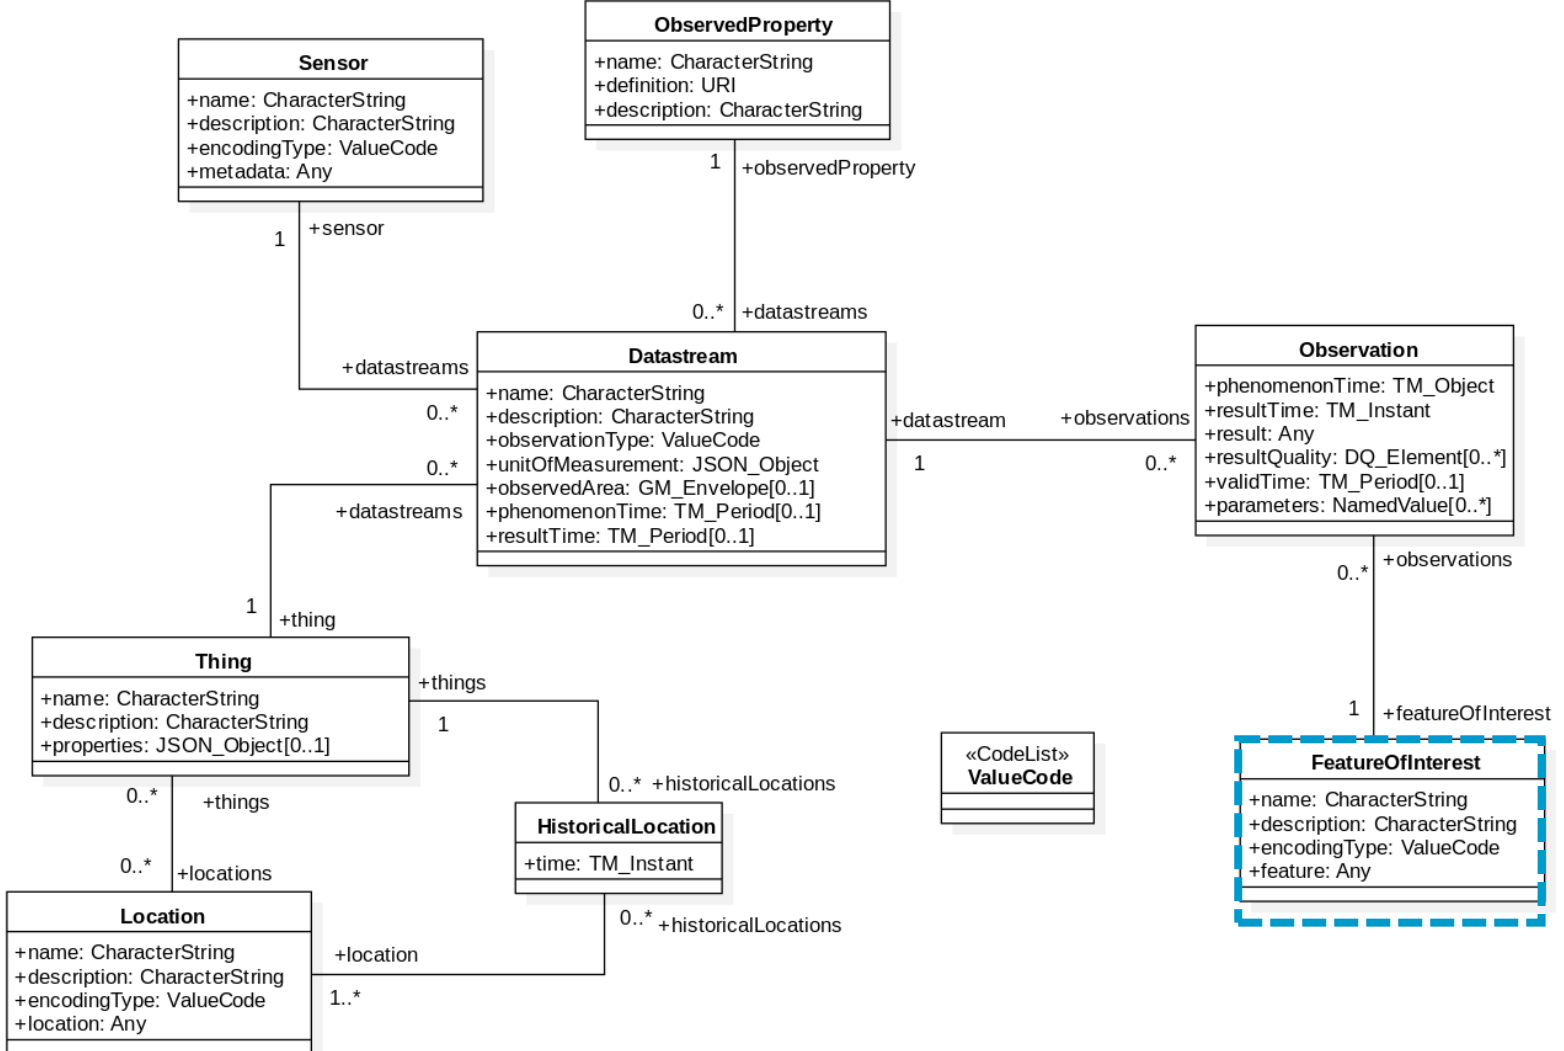 ObservedProperty
+name: CharacterString
+definition: URI
+description: CharacterString
Sensor
+name: CharacterString
+description: CharacterString
+encodingType: ValueCode
+metadata: Any
1
+observedProperty
1
+sensor
0..*
+datastreams
+datastreams
0..*
Datastream
+name: CharacterString
+description: CharacterString
+observationType: ValueCode
+unitOfMeasurement: JSON_Object
+observedArea: GM_Envelope[0..1]
+phenomenonTime: TM_Period[0..1]
+resultTime: TM_Period[0..1]
+datastream
1
+observations
0..*
Observation
+phenomenonTime: TM_Object
+resultTime: TM_Instant
+result: Any
+resultQuality: DQ_Element[0..*]
+validTime: TM_Period[0..1]
+parameters: NamedValue[0..*]
0..*
+datastreams
1
+thing
+observations
0..*
1
+featureOfInterest
Thing
+name: CharacterString
+description: CharacterString
+properties: JSON_Object[0..1]
+things
1
0..*
+historicalLocations
«CodeList»
ValueCode
FeatureOfInterest
+name: CharacterString
+description: CharacterString
+encodingType: ValueCode
+feature: Any
0..*
+things
0..*
+locations
HistoricalLocation
+time: TM_Instant
0..*
+historicalLocations
Location
+name: CharacterString
+description: CharacterString
+encodingType: ValueCode
+location: Any
+location
1..*